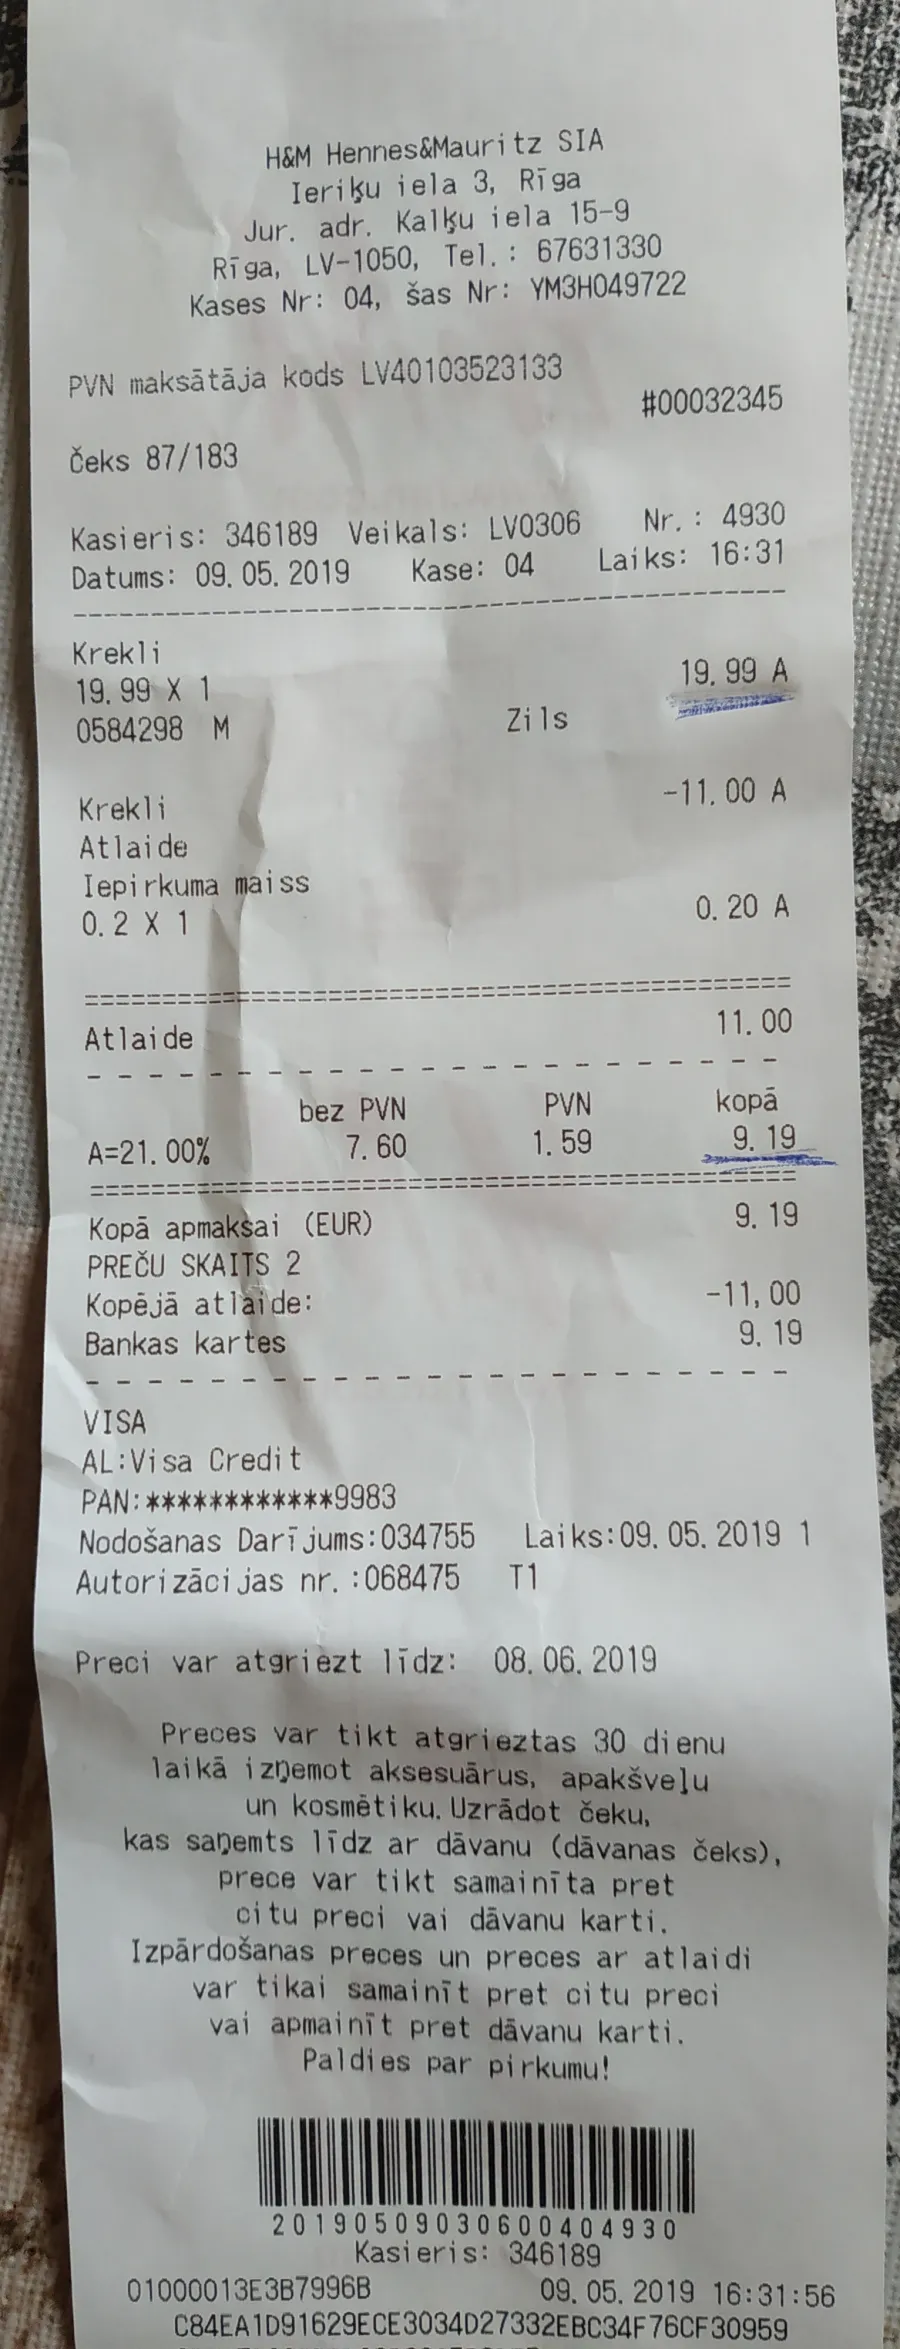 H&M Hennes&Mauritz SIA
Ieriķu iela 3, Rīga
Jur. adr. Kalķu iela 15-9
Rīga, LV-1050, Tel.: 67631330
Kases Nr: 04, šas Nr: YM3H049722
PVN maksātāja kods LV40103523133
#00032345
čeks 87/183
Kasieris: 346189 Veikals: LV0306 Nr.: 4930
Datums: 09.05.2019 Kase: 04 Laiks: 16:31
Krekli
19.99 X 1 19.99 A
0584298 M Zils
Krekli -11.00 A
Atlaide
Iepirkuma maiss
0.2 X 1 0.20 A
Atlaide 11.00
bez PVN PVN kopā
A=21.00% 7.60 1.59 9.19
Kopā apmaksai (EUR) 9.19
PREČU SKAITS 2
Kopējā atlaide: -11,00
Bankas kartes 9.19
VISA
AL:Visa Credit
PAN:************9983
Nodošanas Darījums:034755 Laiks:09.05.2019 1
Autorizācijas nr.:068475 T1
Preci var atgriezt līdz: 08.06.2019
Preces var tikt atgrieztas 30 dienu
laikā izņemot aksesuārus, apakšveļu
un kosmētiku. Uzrādot čeku,
kas saņemts līdz ar dāvanu (dāvanas čeks),
prece var tikt samainīta pret
citu preci vai dāvanu karti.
Izpārdošanas preces un preces ar atlaidi
var tikai samainīt pret citu preci
vai apmainīt pret dāvanu karti.
Paldies par pirkumu!
20190509030600404930
Kasieris: 346189
01000013E3B7996B 09.05.2019 16:31:56
C84EA1D91629ECE3034D27332EBC34F76CF30959